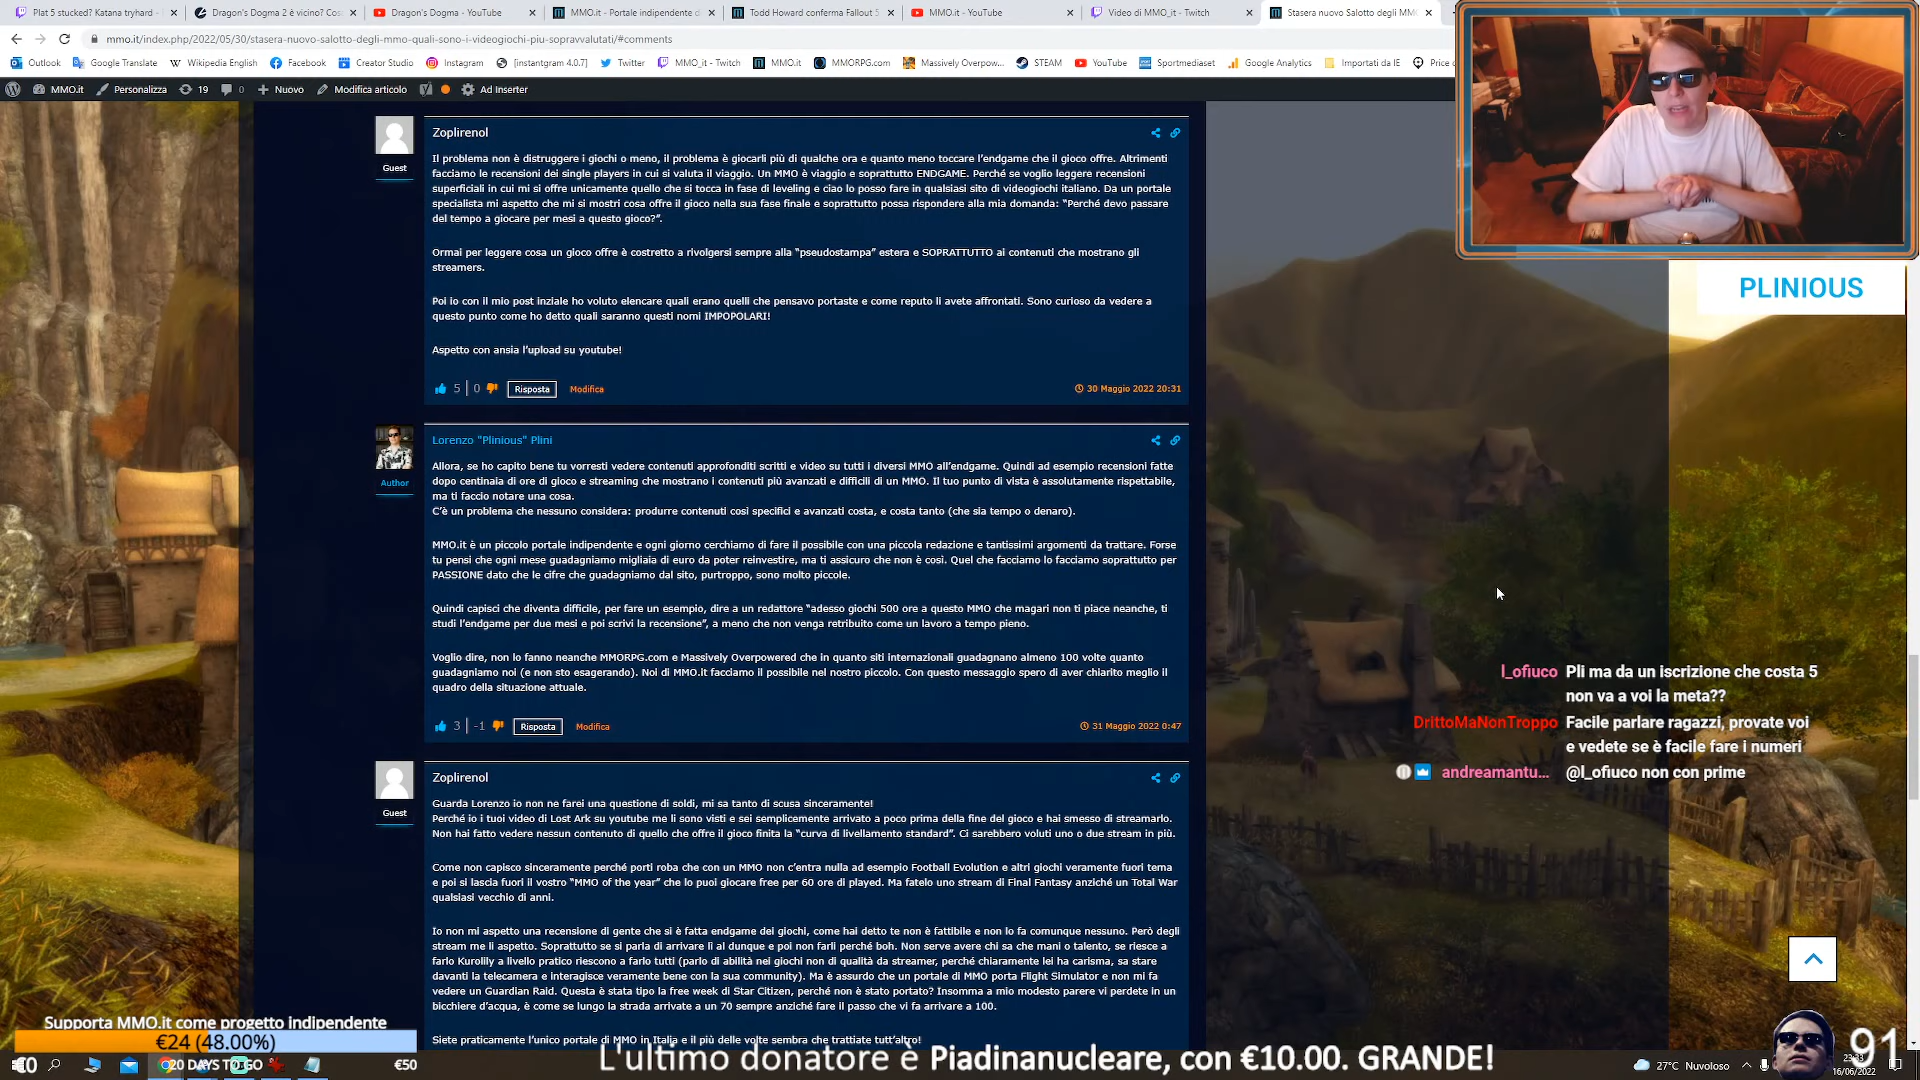 Plat 5 stucked? Katana tryhard -
Dragon's Dogma 2 è vicino? Cos
Dragon's Dogma - YouTube
MMO.it - Portale indipendente d
Todd Howard conferma Fallout 5
MMO.it - YouTube
Video di MMO_it - Twitch
Stasera nuovo Salotto degli MM
mmo.it/index.php/2022/05/30/stasera-nuovo-salotto-degli-mmo-quali-sono-i-videogiochi-piu-sopravvalutati/#comments
Outlook
Google Translate
Wikipedia English
Facebook
Creator Studio
Instagram
[instantgram 4.0.7]
Twitter
MMO_it - Twitch
MMO.it
MMORPG.com
Massively Overpow...
STEAM
YouTube
Sportmediaset
Google Analytics
Importati da IE
Price
MMO.it
Personalizza
19
0
Nuovo
Modifica articolo
Ad Inserter
Guest
Zoplirenol
Il problema non è distruggere i giochi o meno, il problema è giocarli più di qualche ora e quanto meno toccare l'endgame che il gioco offre. Altrimenti
facciamo le recensioni dei single players in cui si valuta il viaggio. Un MMO è viaggio e soprattutto ENDGAME. Perché se voglio leggere recensioni
superficiali in cui mi si offre unicamente quello che si tocca in fase di leveling e ciao lo posso fare in qualsiasi sito di videogiochi italiano. Da un portale
specialista mi aspetto che mi si mostri cosa offre il gioco nella sua fase finale e soprattutto possa rispondere alla mia domanda: "Perché devo passare
del tempo a giocare per mesi a questo gioco?".
Ormai per leggere cosa un gioco offre è costretto a rivolgersi sempre alla "pseudostampa" estera e SOPRATTUTTO ai contenuti che mostrano gli
streamers.
Poi io con il mio post inziale ho voluto elencare quali erano quelli che pensavo portaste e come reputo li avete affrontati. Sono curioso da vedere a
questo punto come ho detto quali saranno questi nomi IMPOPOLARI!
Aspetto con ansia l'upload su youtube!
5 | 0
Risposta
Modifica
30 Maggio 2022 20:31
Author
Lorenzo "Plinious" Plini
Allora, se ho capito bene tu vorresti vedere contenuti approfonditi scritti e video su tutti i diversi MMO all'endgame. Quindi ad esempio recensioni fatte
dopo centinaia di ore di gioco e streaming che mostrano i contenuti più avanzati e difficili di un MMO. Il tuo punto di vista è assolutamente rispettabile,
ma ti faccio notare una cosa.
C'è un problema che nessuno considera: produrre contenuti così specifici e avanzati costa, e costa tanto (che sia tempo o denaro).
MMO.it è un piccolo portale indipendente e ogni giorno cerchiamo di fare il possibile con una piccola redazione e tantissimi argomenti da trattare. Forse
tu pensi che ogni mese guadagniamo migliaia di euro da poter reinvestire, ma ti assicuro che non è così. Quel che facciamo lo facciamo soprattutto per
PASSIONE dato che le cifre che guadagniamo dal sito, purtroppo, sono molto piccole.
Quindi capisci che diventa difficile, per fare un esempio, dire a un redattore "adesso giochi 500 ore a questo MMO che magari non ti piace neanche, ti
studi l'endgame per due mesi e poi scrivi la recensione", a meno che non venga retribuito come un lavoro a tempo pieno.
Voglio dire, non lo fanno neanche MMORPG.com e Massively Overpowered che in quanto siti internazionali guadagnano almeno 100 volte quanto
guadagniamo noi (e non sto esagerando). Noi di MMO.it facciamo il possibile nel nostro piccolo. Con questo messaggio spero di aver chiarito meglio il
quadro della situazione attuale.
3 | -1
Risposta
Modifica
31 Maggio 2022 0:47
Guest
Zoplirenol
Guarda Lorenzo io non ne farei una questione di soldi, mi sa tanto di scusa sinceramente!
Perché io i tuoi video di Lost Ark su youtube me li sono visti e sei semplicemente arrivato a poco prima della fine del gioco e hai smesso di streamarlo.
Non hai fatto vedere nessun contenuto di quello che offre il gioco finita la "curva di livellamento standard". Ci sarebbero voluti uno o due stream in più.
Come non capisco sinceramente perché porti roba che con un MMO non c'entra nulla ad esempio Football Evolution e altri giochi veramente fuori tema
e poi si lascia fuori il vostro "MMO of the year" che lo puoi giocare free per 60 ore di played. Ma fatelo uno stream di Final Fantasy anziché un Total War
qualsiasi vecchio di anni.
Io non mi aspetto una recensione di gente che si è fatta endgame dei giochi, come hai detto te non è fattibile e non lo fa comunque nessuno. Però degli
stream me li aspetto. Soprattutto se si parla di arrivare lì al dunque e poi non farli perché boh. Non serve avere chi sa che mani o talento, se riesce a
farlo Kurolily a livello pratico riescono a farlo tutti (parlo di abilità nei giochi non di qualità da streamer, perché chiaramente lei ha carisma, sa stare
davanti la telecamera e interagisce veramente bene con la sua community). Ma è assurdo che un portale di MMO porta Flight Simulator e non mi fa
vedere un Guardian Raid. Questa è stata tipo la free week di Star Citizen, perché non è stato portato? Insomma a mio modesto parere vi perdete in un
bicchiere d'acqua, è come se lungo la strada arrivate a un 70 sempre anziché fare il passo che vi fa arrivare a 100.
Siete praticamente l'unico portale di MMO in Italia e il più delle volte sembra che trattiate tutt'altro!
PLINIOUS
l_ofiuco Pli ma da un iscrizione che costa 5
non va a voi la meta??
DrittoMaNonTroppo Facile parlare ragazzi, provate voi
e vedete se è facile fare i numeri
andreamantu... @l_ofiuco non con prime
Supporta MMO.it come progetto indipendente
€24 (48.00%)
€0
20 DAYS TO GO
€50
L'ultimo donatore è Piadinanucleare, con €10.00. GRANDE!
91
27°C Nuvoloso
16/06/2022